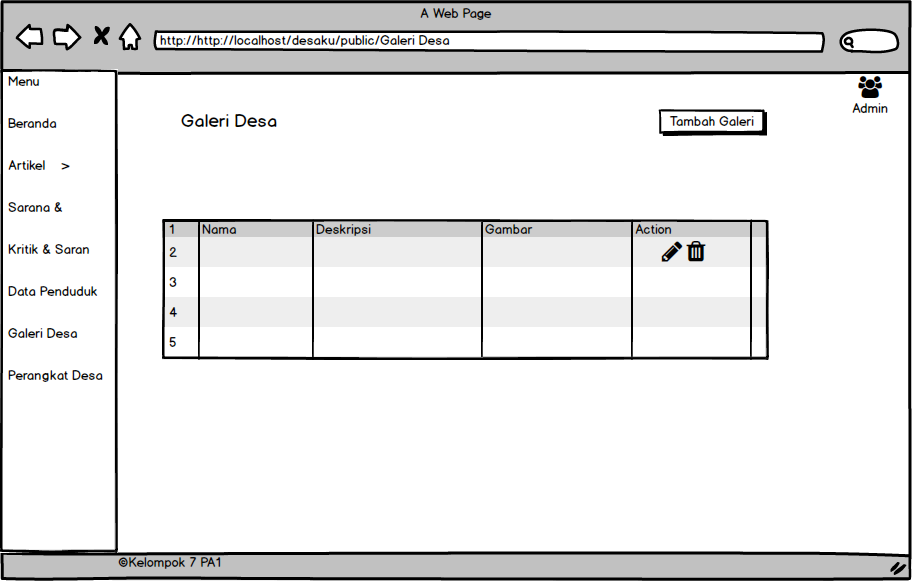 A Web Page
http://http://localhost/desaku/public/Galeri Desa
Menu
Beranda
Artikel >
Sarana &
Kritik & Saran
Data Penduduk
Galeri Desa
Perangkat Desa
Admin
Galeri Desa
Tambah Galeri
1 Nama Deskripsi Gambar Action
2
3
4
5
©Kelompok 7 PA1